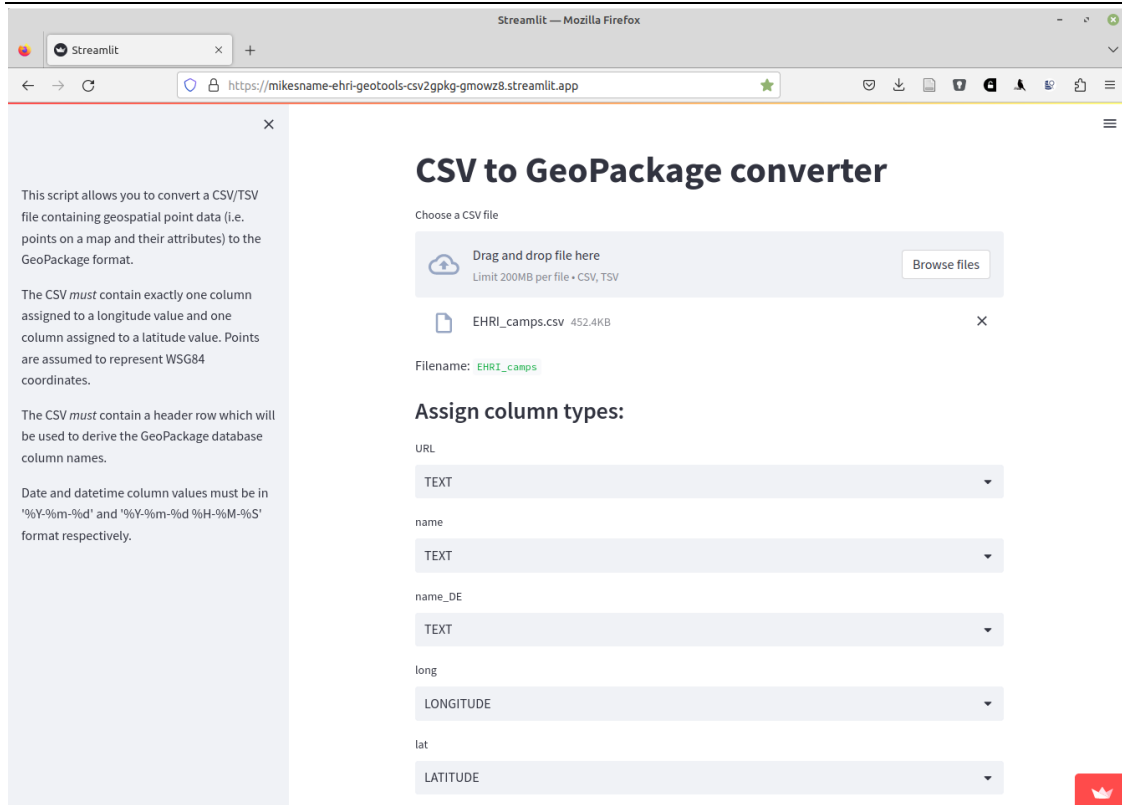 Streamlit — Mozilla Firefox
Streamlit
https://mikesname-ehri-geotools-csv2gpkg-gmowz8.streamlit.app
This script allows you to convert a CSV/TSV
file containing geospatial point data (i.e.
points on a map and their attributes) to the
GeoPackage format.
The CSV must contain exactly one column
assigned to a longitude value and one
column assigned to a latitude value. Points
are assumed to represent WSG84
coordinates.
The CSV must contain a header row which will
be used to derive the GeoPackage database
column names.
Date and datetime column values must be in
'%Y-%m-%d' and '%Y-%m-%d %H-%M-%S'
format respectively.
CSV to GeoPackage converter
Choose a CSV file
Drag and drop file here
Limit 200MB per file • CSV, TSV
Browse files
EHRI_camps.csv 452.4KB
Filename: EHRI_camps
Assign column types:
URL
TEXT
name
TEXT
name_DE
TEXT
long
LONGITUDE
lat
LATITUDE